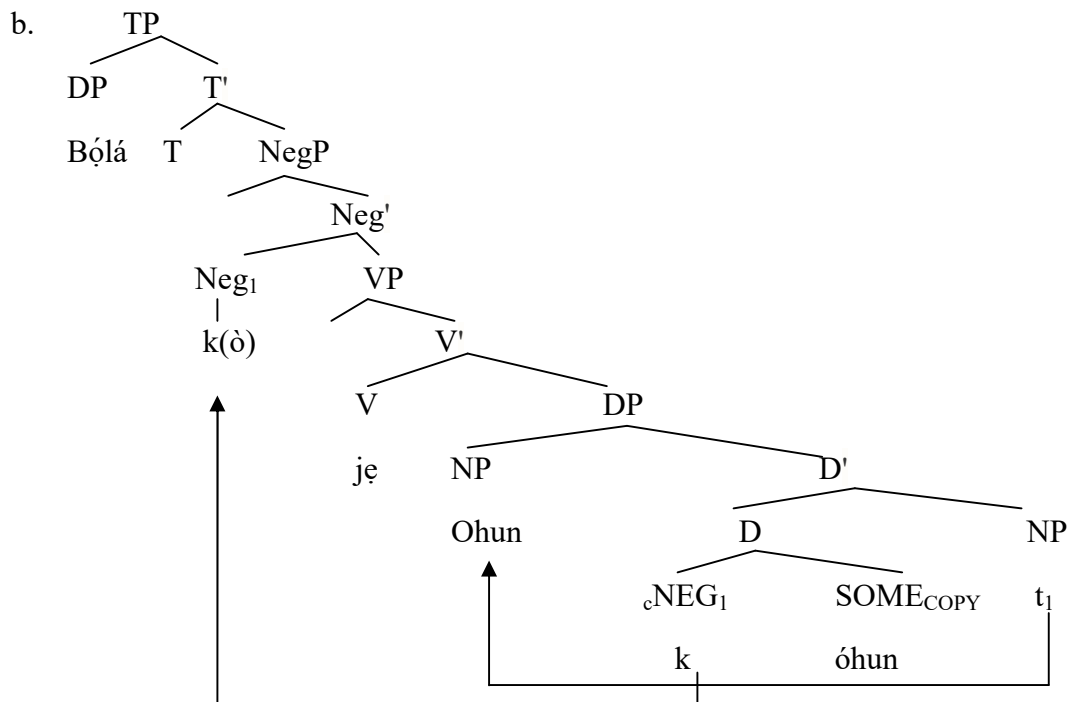 b. TP
DP T'
Bọ́lá T NegP
Neg'
Neg₁ VP
k(ò) V'
V DP
jẹ NP D'
Ohun D NP
cNEG₁ SOMECOPY t₁
k óhun